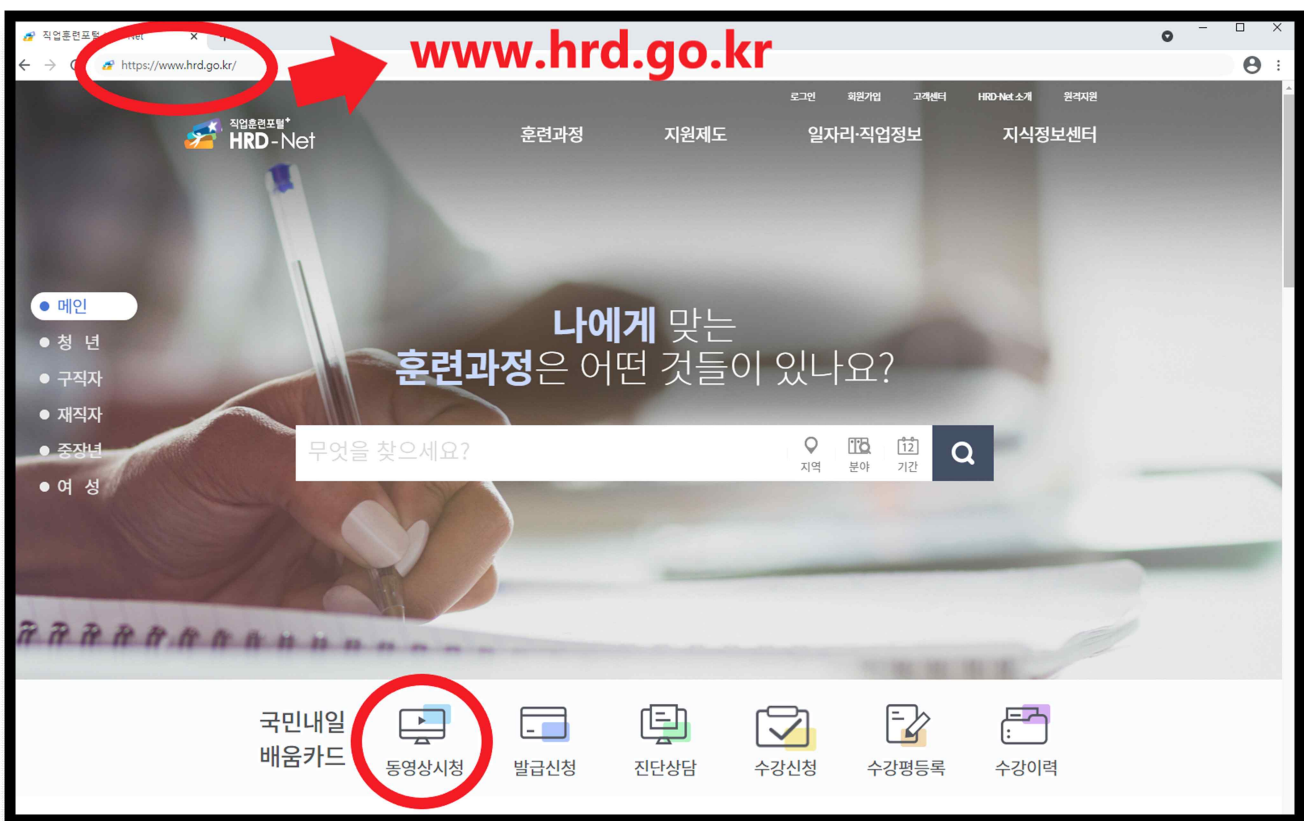 직업훈련포털
www.hrd.go.kr
https://www.hrd.go.kr/
로그인 회원가입 고객센터 HRD-Net 소개 원격지원
직업훈련포털+
HRD-Net
훈련과정 지원제도 일자리·직업정보 지식정보센터
메인
청 년
구직자
재직자
중장년
여 성
나에게 맞는
훈련과정은 어떤 것들이 있나요?
무엇을 찾으세요?
12
지역 분야 기간
국민내일
배움카드
동영상시청 발급신청 진단상담 수강신청 수강평등록 수강이력